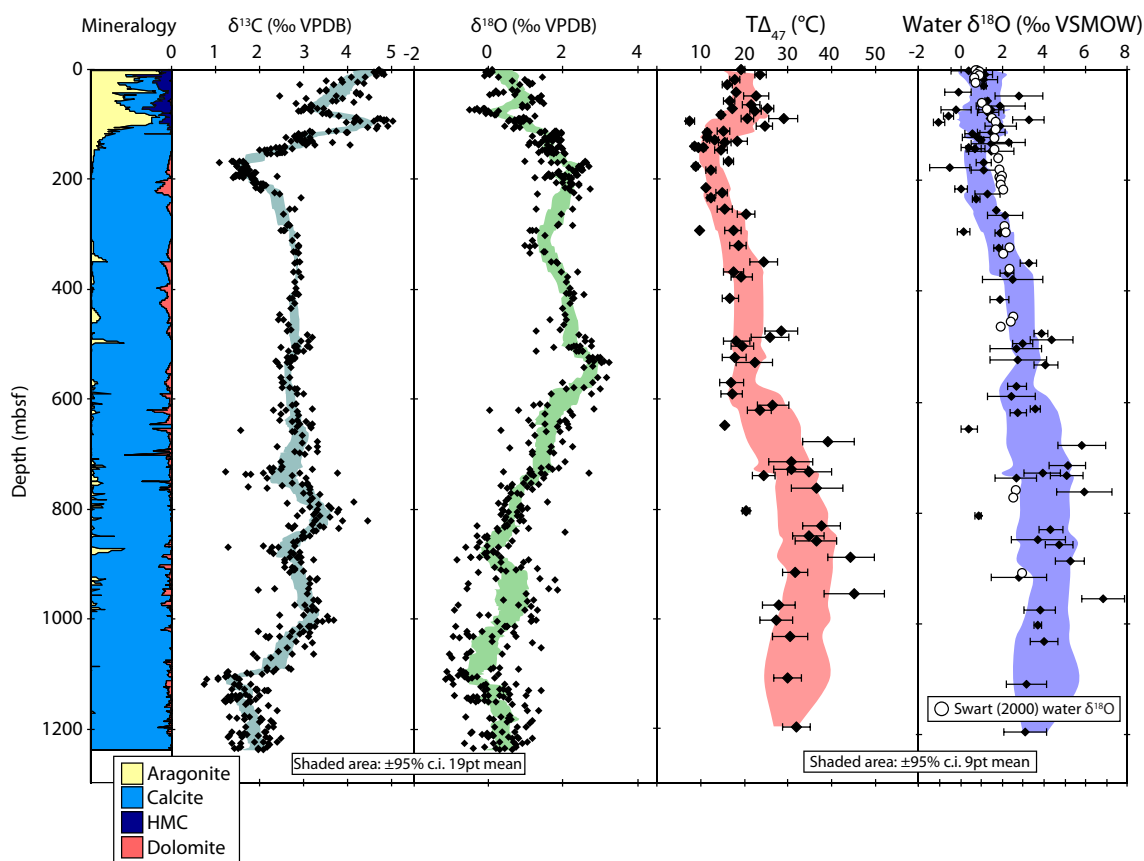 Mineralogy
δ¹³C (‰ VPDB)
δ¹⁸O (‰ VPDB)
TΔ₄₇ (°C)
Water δ¹⁸O (‰ VSMOW)
0 1 2 3 4 5 -2 0 2 4 10 20 30 40 50 -2 0 2 4 6 8
0
200
400
600
800
1000
1200
Depth (mbsf)
Swart (2000) water δ¹⁸O
Shaded area: ±95% c.i. 19pt mean
Shaded area: ±95% c.i. 9pt mean
Aragonite
Calcite
HMC
Dolomite